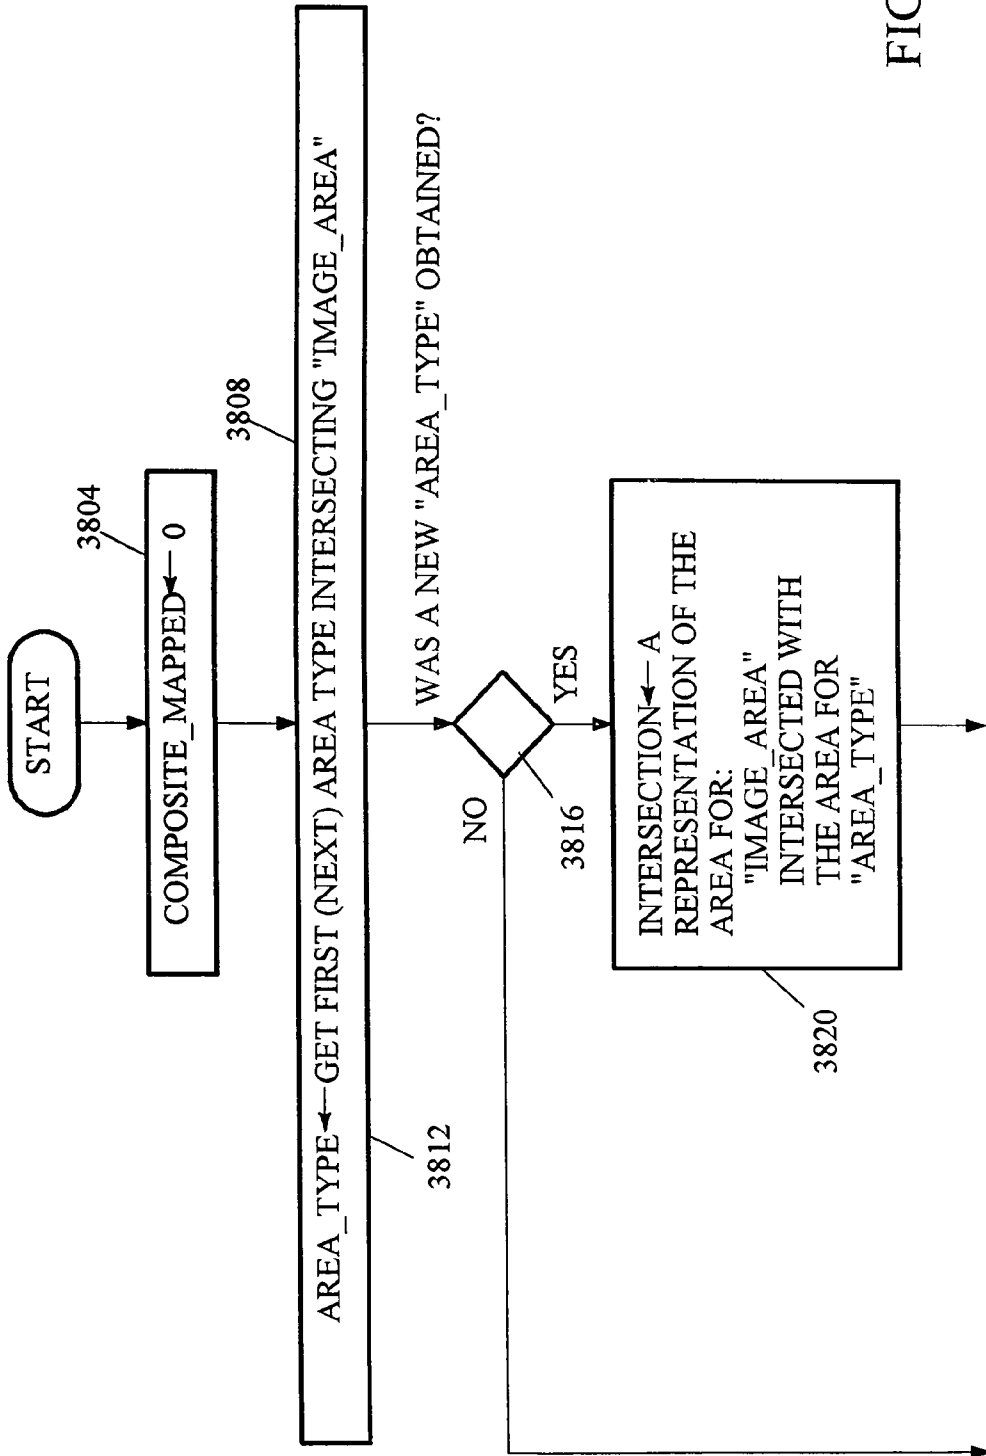 START
3804
COMPOSITE_MAPPED ← 0
3808
AREA_TYPE ← GET FIRST (NEXT) AREA TYPE INTERSECTING "IMAGE_AREA"
3812
WAS A NEW "AREA_TYPE" OBTAINED?
NO
YES
3816
INTERSECTION ← A
REPRESENTATION OF THE
AREA FOR:
"IMAGE_AREA"
INTERSECTED WITH
THE AREA FOR
"AREA_TYPE"
3820